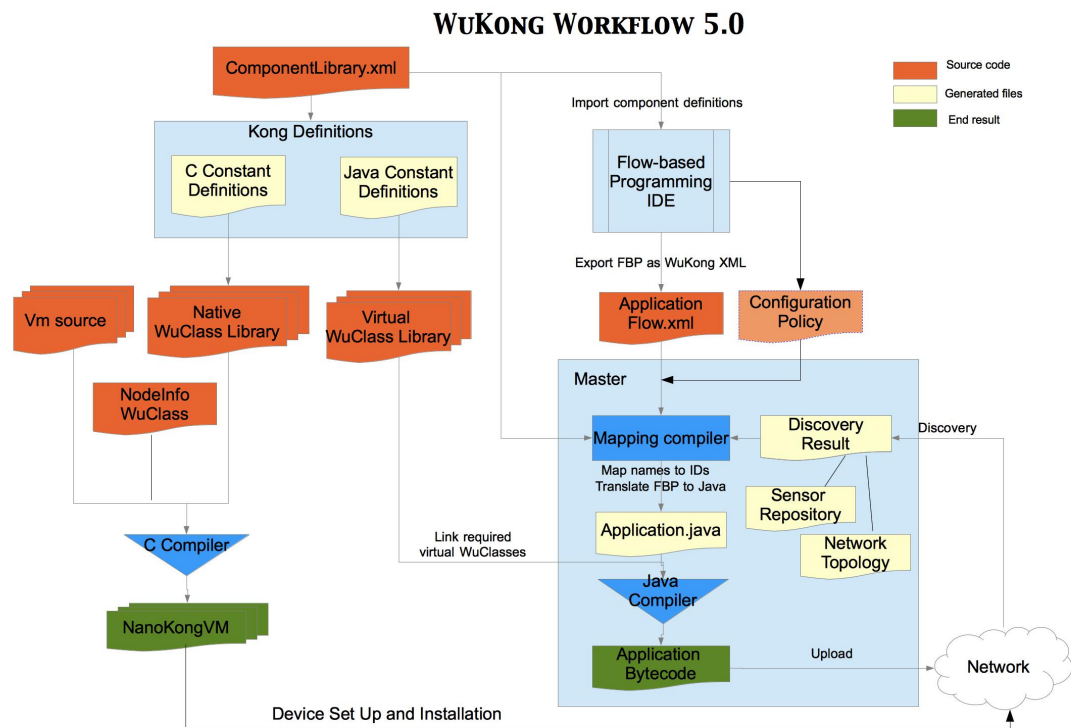 WUKONG WORKFLOW 5.0
ComponentLibrary.xml
Source code
Generated files
End result
Import component definitions
Kong Definitions
C Constant
Definitions
Java Constant
Definitions
Flow-based
Programming
IDE
Export FBP as WuKong XML
Vm source
Native
WuClass Library
Virtual
WuClass Library
Application
Flow.xml
Configuration
Policy
NodeInfo
WuClass
Master
Mapping compiler
Discovery
Result
Discovery
Map names to IDs
Translate FBP to Java
Sensor
Repository
Network
Topology
Application.java
Link required
virtual WuClasses
C Compiler
Java
Compiler
NanoKongVM
Application
Bytecode
Upload
Network
Device Set Up and Installation